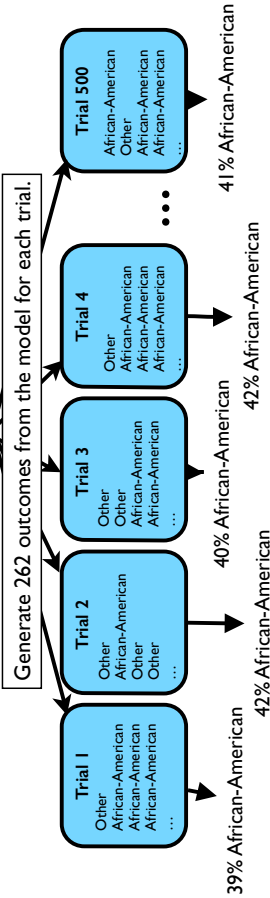 Generate 262 outcomes from the model for each trial.
Trial 1
Other
African-American
African-American
African-American
...
39% African-American
Trial 2
Other
African-American
Other
Other
...
42% African-American
Trial 3
Other
Other
African-American
African-American
...
40% African-American
Trial 4
Other
African-American
African-American
African-American
...
42% African-American
...
Trial 500
African-American
Other
African-American
African-American
...
41% African-American